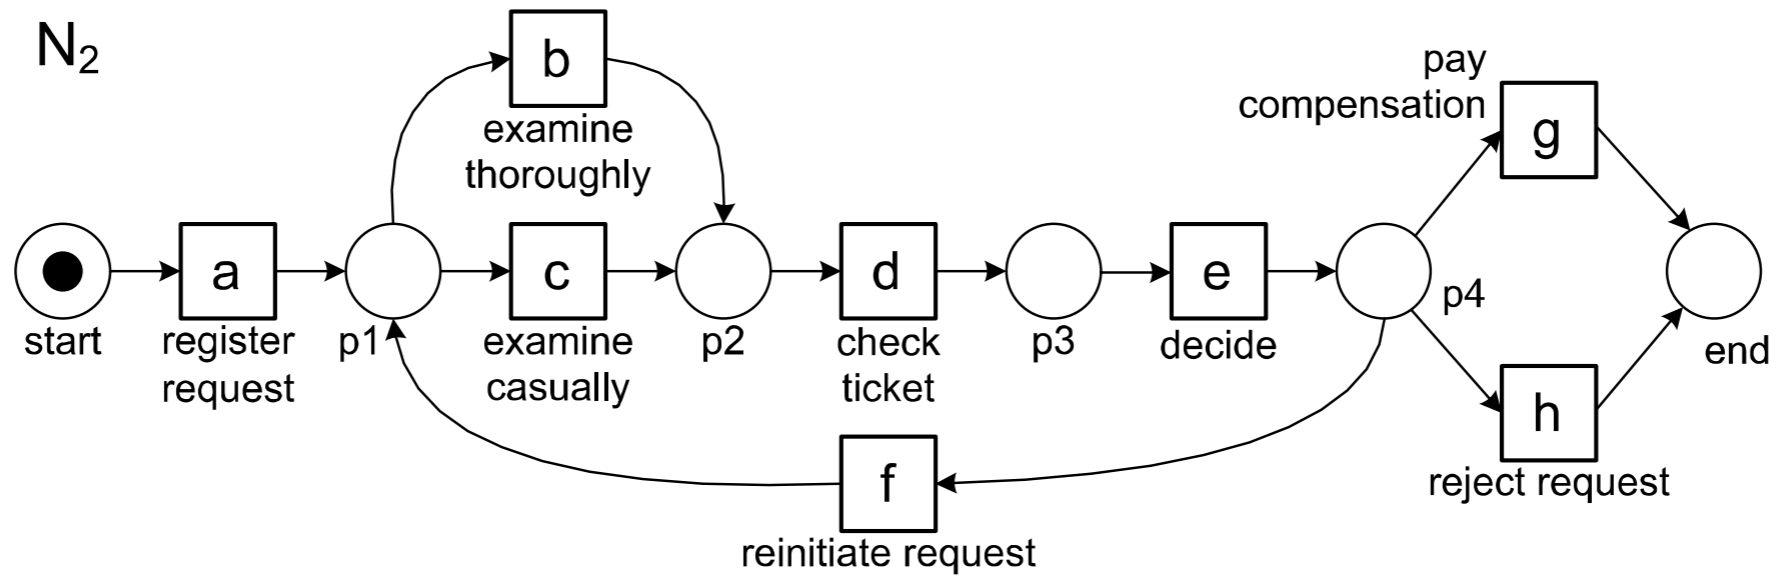 N2
b
examine
thoroughly
pay
compensation
g
start
a
register
request
p1
c
examine
casually
p2
d
check
ticket
p3
e
decide
p4
end
h
reject request
f
reinitiate request